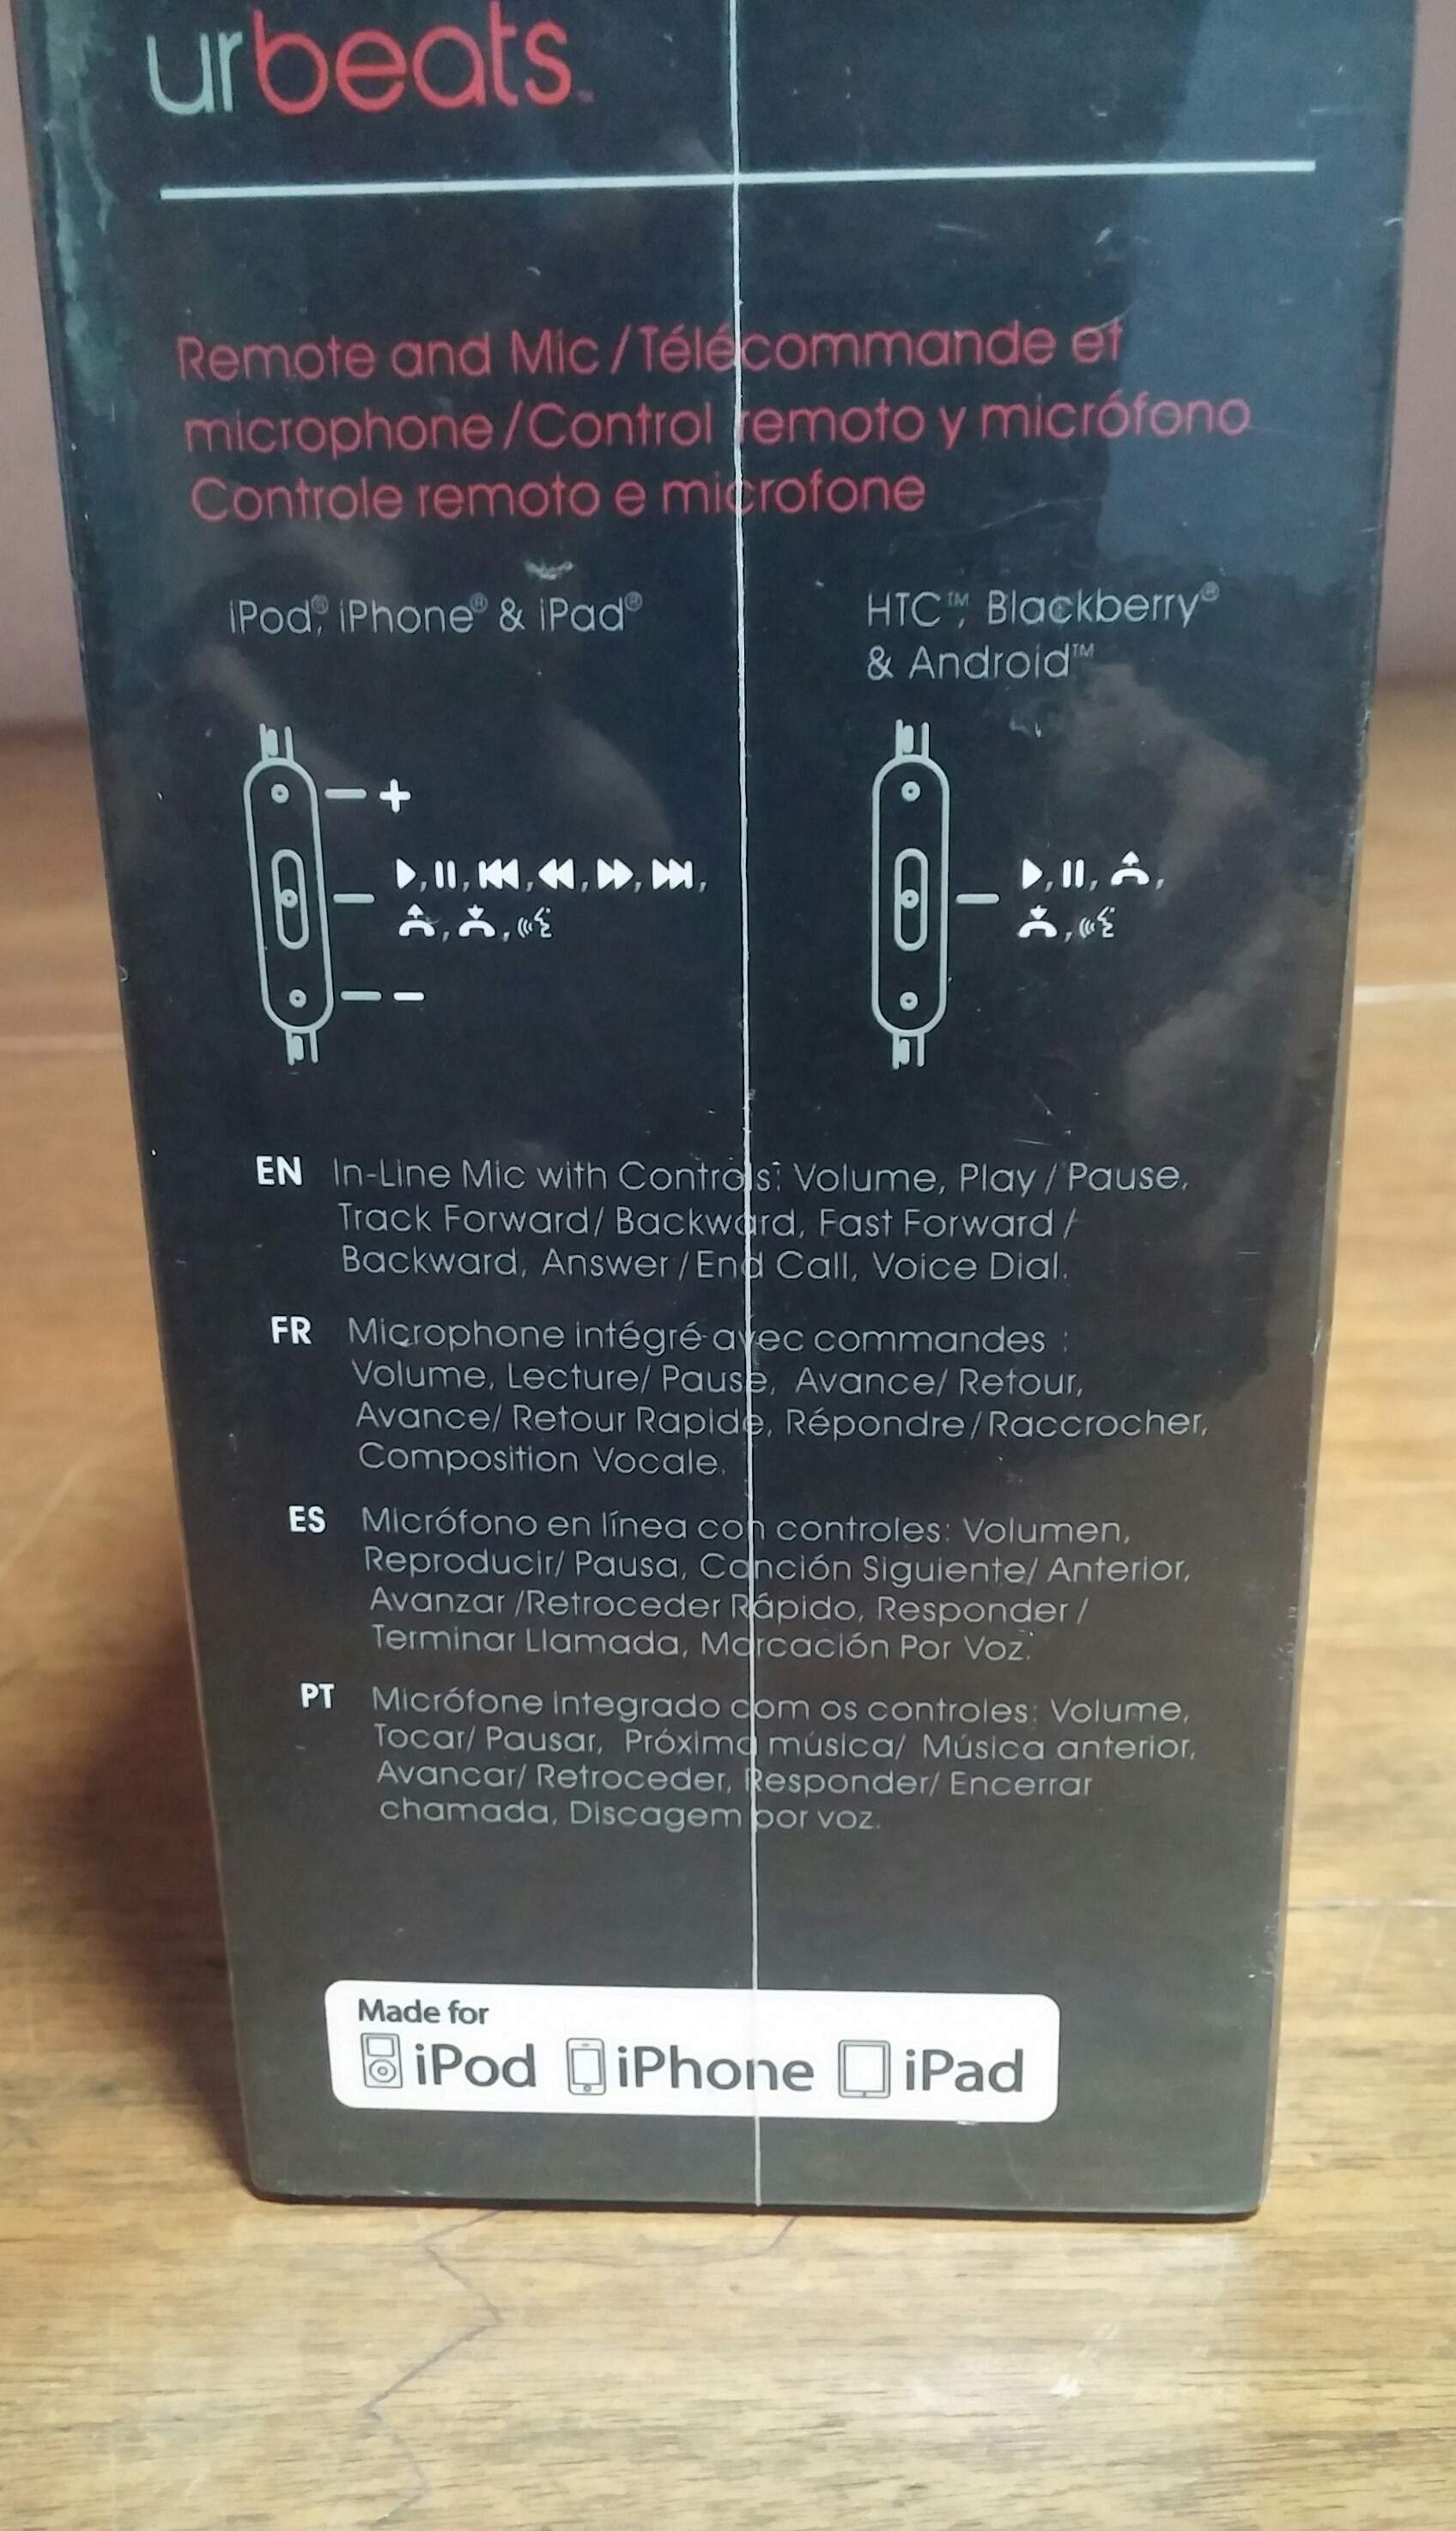 urbeats™
Remote and Mic / Télécommande et
microphone / Control remoto y micrófono
Controle remoto e microfone
iPod®, iPhone® & iPad®
HTC™, Blackberry®
& Android™
EN In-Line Mic with Controls: Volume, Play / Pause,
Track Forward/ Backward, Fast Forward /
Backward, Answer / End Call, Voice Dial.
FR Microphone intégré avec commandes :
Volume, Lecture/ Pause, Avance/ Retour,
Avance/ Retour Rapide, Répondre / Raccrocher,
Composition Vocale.
ES Micrófono en línea con controles: Volumen,
Reproducir/ Pausa, Canción Siguiente/ Anterior,
Avanzar /Retroceder Rápido, Responder /
Terminar Llamada, Marcación Por Voz.
PT Micrófone integrado com os controles: Volume,
Tocar/ Pausar, Próxima música/ Música anterior,
Avancar/ Retroceder, Responder/ Encerrar
chamada, Discagem por voz.
Made for
iPod iPhone iPad